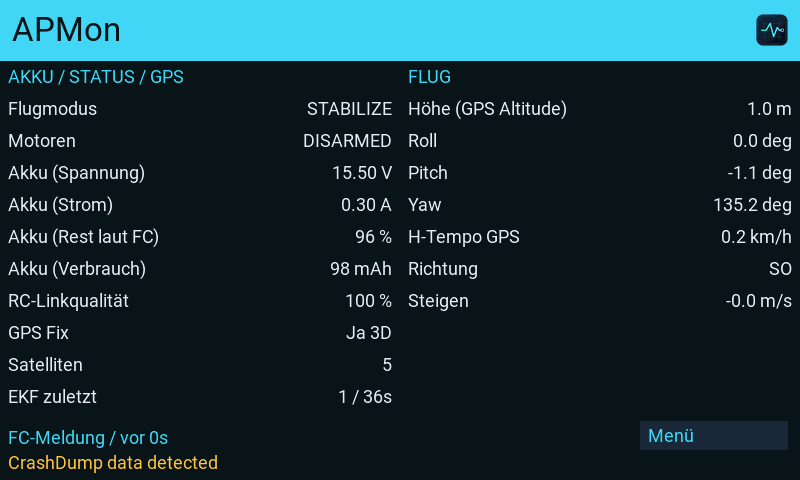 APMon
AKKU / STATUS / GPS
Flugmodus STABILIZE
Motoren DISARMED
Akku (Spannung) 15.50 V
Akku (Strom) 0.30 A
Akku (Rest laut FC) 96 %
Akku (Verbrauch) 98 mAh
RC-Linkqualität 100 %
GPS Fix Ja 3D
Satelliten 5
EKF zuletzt 1 / 36s
FLUG
Höhe (GPS Altitude) 1.0 m
Roll 0.0 deg
Pitch -1.1 deg
Yaw 135.2 deg
H-Tempo GPS 0.2 km/h
Richtung SO
Steigen -0.0 m/s
FC-Meldung / vor 0s
CrashDump data detected
Menü